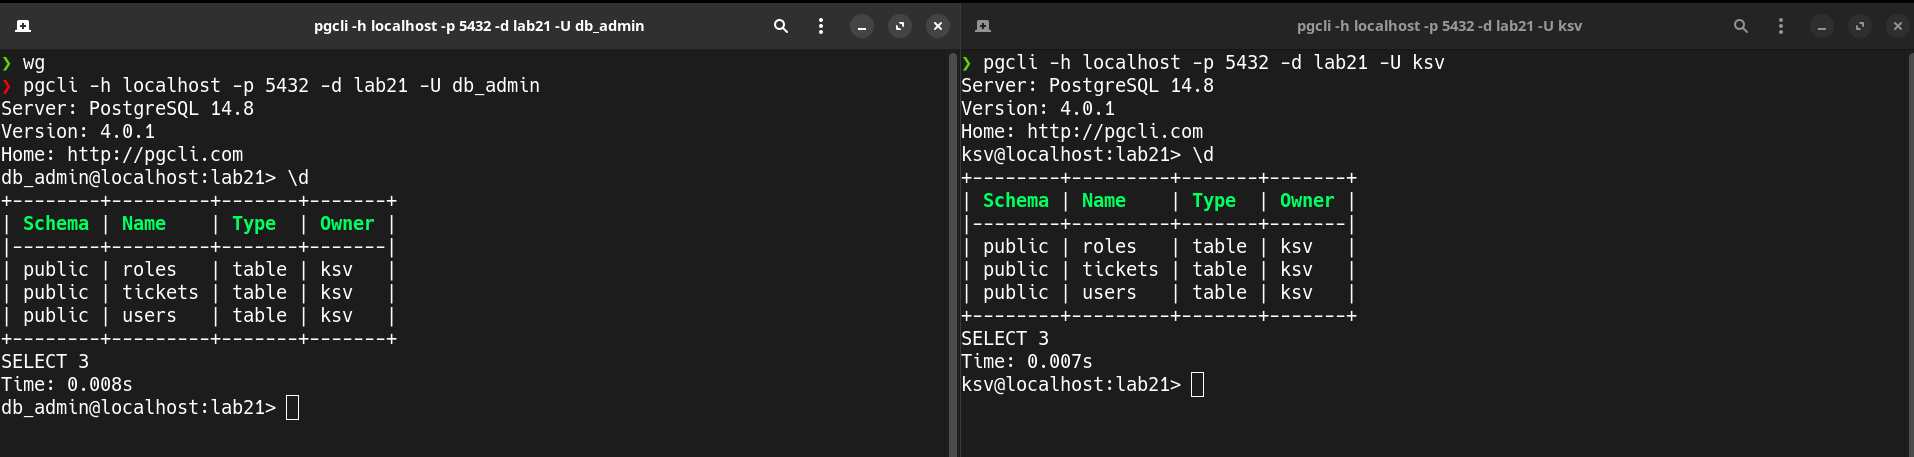 pgcli -h localhost -p 5432 -d lab21 -U db_admin
❯ wg
❯ pgcli -h localhost -p 5432 -d lab21 -U db_admin
Server: PostgreSQL 14.8
Version: 4.0.1
Home: http://pgcli.com
db_admin@localhost:lab21> \d
+--------+---------+-------+-------+
| Schema | Name    | Type  | Owner |
|--------+---------+-------+-------|
| public | roles   | table | ksv   |
| public | tickets | table | ksv   |
| public | users   | table | ksv   |
+--------+---------+-------+-------+
SELECT 3
Time: 0.008s
db_admin@localhost:lab21>
pgcli -h localhost -p 5432 -d lab21 -U ksv
❯ pgcli -h localhost -p 5432 -d lab21 -U ksv
Server: PostgreSQL 14.8
Version: 4.0.1
Home: http://pgcli.com
ksv@localhost:lab21> \d
+--------+---------+-------+-------+
| Schema | Name    | Type  | Owner |
|--------+---------+-------+-------|
| public | roles   | table | ksv   |
| public | tickets | table | ksv   |
| public | users   | table | ksv   |
+--------+---------+-------+-------+
SELECT 3
Time: 0.007s
ksv@localhost:lab21>